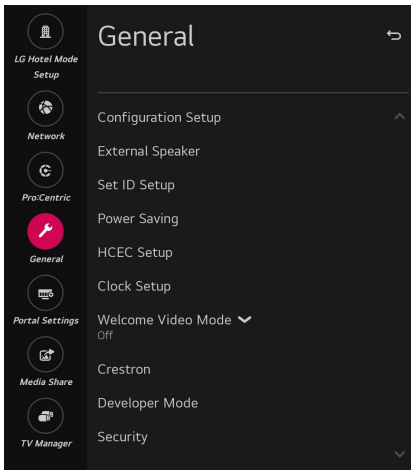 General
LG Hotel Mode
Setup
Network
Pro:Centric
General
Portal Settings
Media Share
TV Manager
Configuration Setup
External Speaker
Set ID Setup
Power Saving
HCEC Setup
Clock Setup
Welcome Video Mode
Off
Crestron
Developer Mode
Security